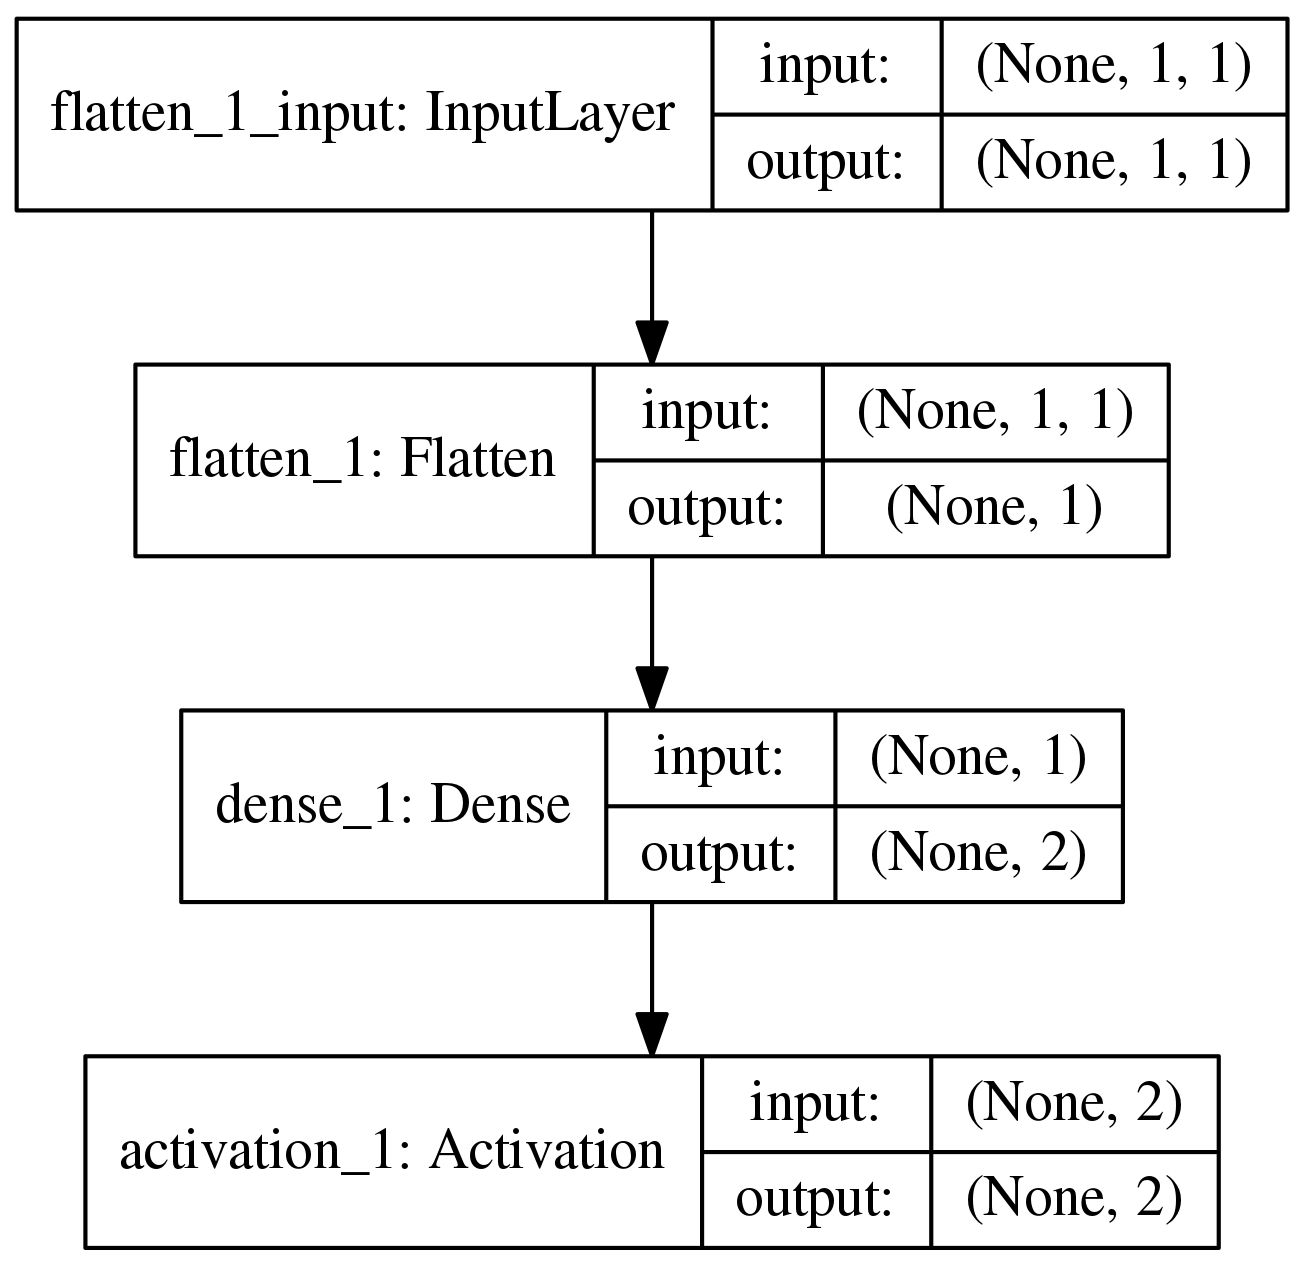 flatten_1_input: InputLayer
input: (None, 1, 1)
output: (None, 1, 1)
flatten_1: Flatten
input: (None, 1, 1)
output: (None, 1)
dense_1: Dense
input: (None, 1)
output: (None, 2)
activation_1: Activation
input: (None, 2)
output: (None, 2)